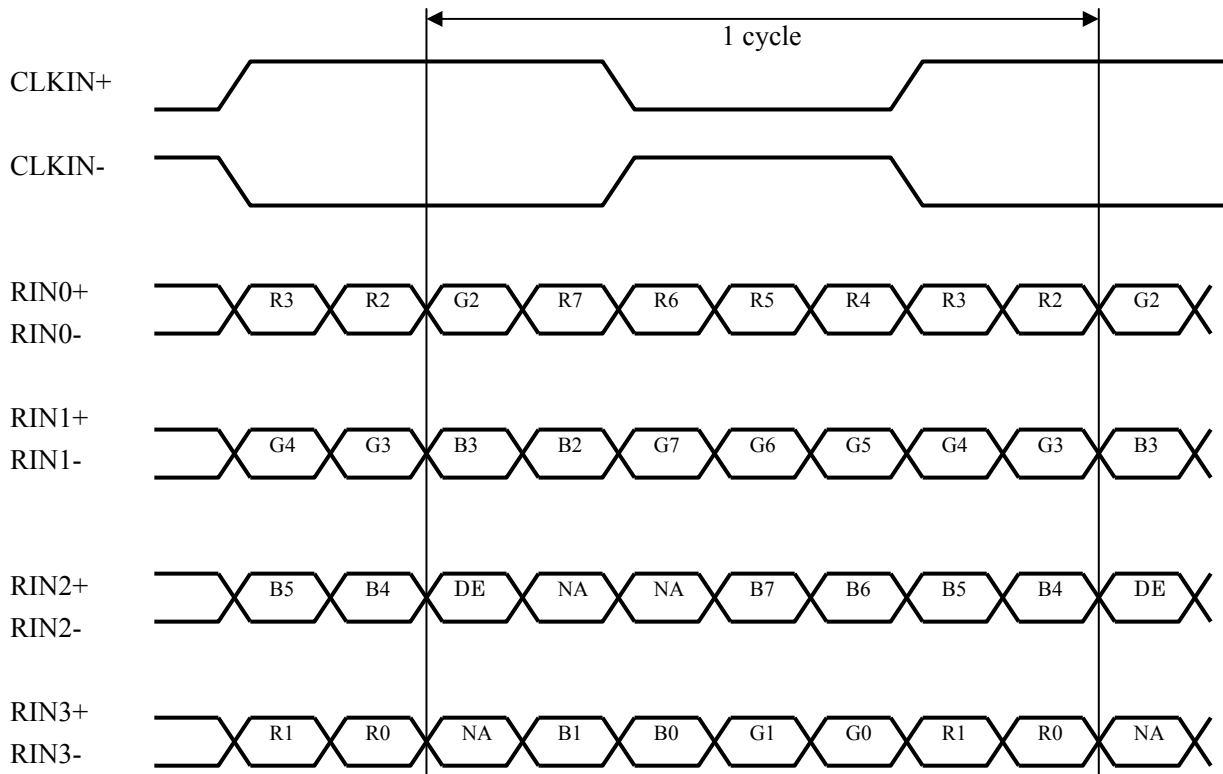 1 cycle
CLKIN+
CLKIN-
RIN0+
R3 R2 G2 R7 R6 R5 R4 R3 R2 G2
RIN0-
RIN1+
G4 G3 B3 B2 G7 G6 G5 G4 G3 B3
RIN1-
RIN2+
B5 B4 DE NA NA B7 B6 B5 B4 DE
RIN2-
RIN3+
R1 R0 NA B1 B0 G1 G0 R1 R0 NA
RIN3-